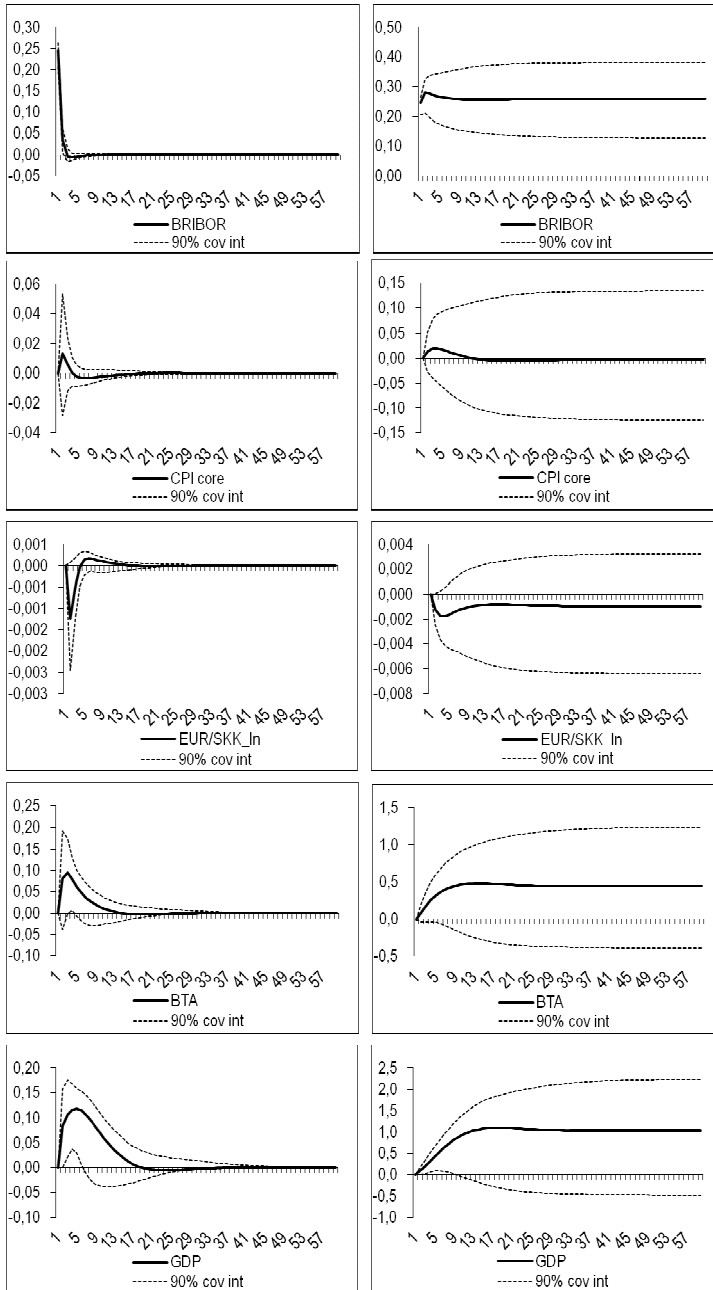 0,30
0,25
0,20
0,15
0,10
0,05
0,00
-0,05
1 5 9 13 17 21 25 29 33 37 41 45 49 53 57
BRIBOR
90% cov int
0,50
0,40
0,30
0,20
0,10
0,00
1 5 9 13 17 21 25 29 33 37 41 45 49 53 57
BRIBOR
90% cov int
0,06
0,04
0,02
0,00
-0,02
-0,04
1 5 9 13 17 21 25 29 33 37 41 45 49 53 57
CPI core
90% cov int
0,15
0,10
0,05
0,00
-0,05
-0,10
-0,15
1 5 9 13 17 21 25 29 33 37 41 45 49 53 57
CPI core
90% cov int
0,001
0,000
-0,001
-0,001
-0,002
-0,002
-0,003
-0,003
1 5 9 13 17 21 25 29 33 37 41 45 49 53 57
EUR/SKK_ln
90% cov int
0,004
0,002
0,000
-0,002
-0,004
-0,006
-0,008
1 5 9 13 17 21 25 29 33 37 41 45 49 53 57
EUR/SKK_ln
90% cov int
0,25
0,20
0,15
0,10
0,05
0,00
-0,05
-0,10
1 5 9 13 17 21 25 29 33 37 41 45 49 53 57
BTA
90% cov int
1,5
1,0
0,5
0,0
-0,5
1 5 9 13 17 21 25 29 33 37 41 45 49 53 57
BTA
90% cov int
0,20
0,15
0,10
0,05
0,00
-0,05
-0,10
1 5 9 13 17 21 25 29 33 37 41 45 49 53 57
GDP
90% cov int
2,5
2,0
1,5
1,0
0,5
0,0
-0,5
-1,0
1 5 9 13 17 21 25 29 33 37 41 45 49 53 57
GDP
90% cov int